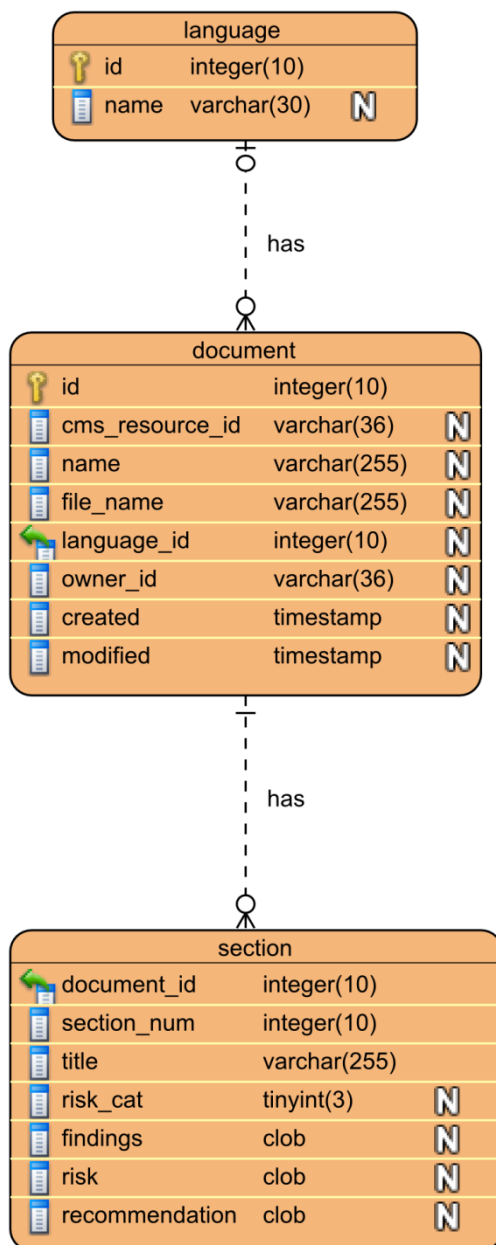 language
id integer(10)
name varchar(30) N
has
document
id integer(10)
cms_resource_id varchar(36) N
name varchar(255) N
file_name varchar(255) N
language_id integer(10) N
owner_id varchar(36) N
created timestamp N
modified timestamp N
has
section
document_id integer(10)
section_num integer(10)
title varchar(255)
risk_cat tinyint(3) N
findings clob N
risk clob N
recommendation clob N